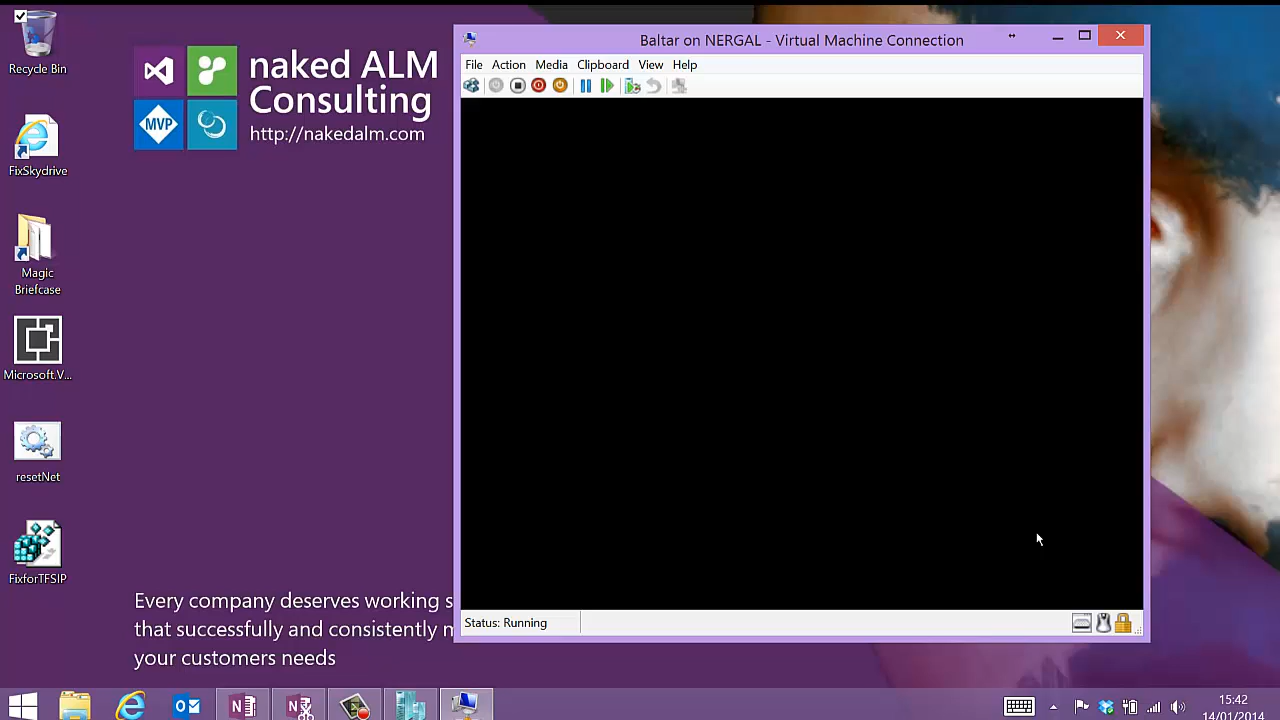 Recycle Bin
FixSkydrive
Magic
Briefcase
Microsoft.V...
resetNet
FixforTFSIP
MVP
naked ALM
Consulting
http://nakedalm.com
Every company deserves working s
that successfully and consistently m
your customers needs
Baltar on NERGAL - Virtual Machine Connection
File Action Media Clipboard View Help
Status: Running
15:42
14/01/2014